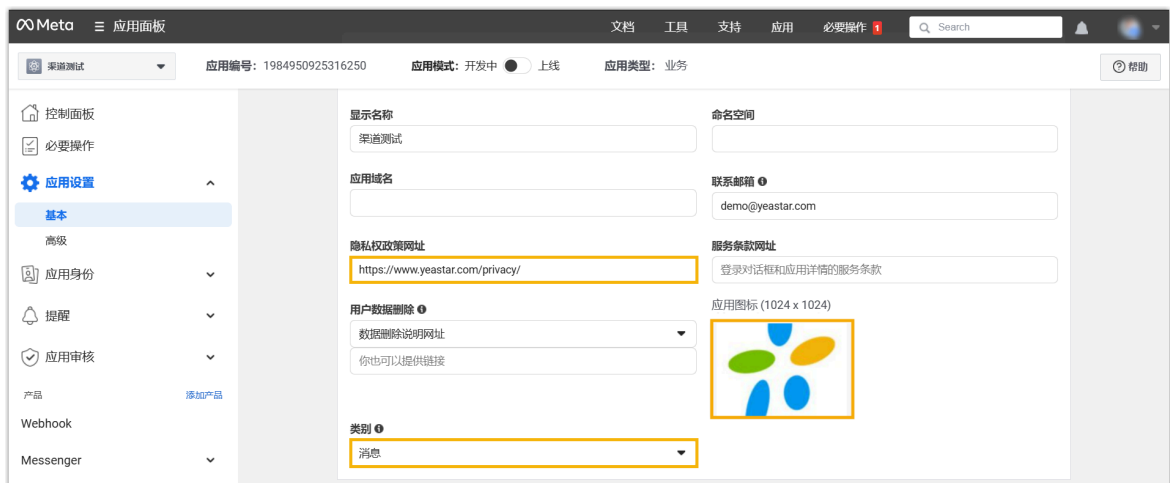 Meta 应用面板 文档 工具 支持 应用 必要操作 1 Search
渠道测试 应用编号: 1984950925316250 应用模式: 开发中 上线 应用类型: 业务 帮助
控制面板
必要操作
应用设置
基本
高级
应用身份
提醒
应用审核
产品 添加产品
Webhook
Messenger
显示名称 命名空间
渠道测试
应用域名 联系邮箱
demo@yeastar.com
隐私权政策网址 服务条款网址
https://www.yeastar.com/privacy/ 登录对话框和应用详情的服务条款
用户数据删除 应用图标 (1024 x 1024)
数据删除说明网址
你也可以提供链接
类别
消息